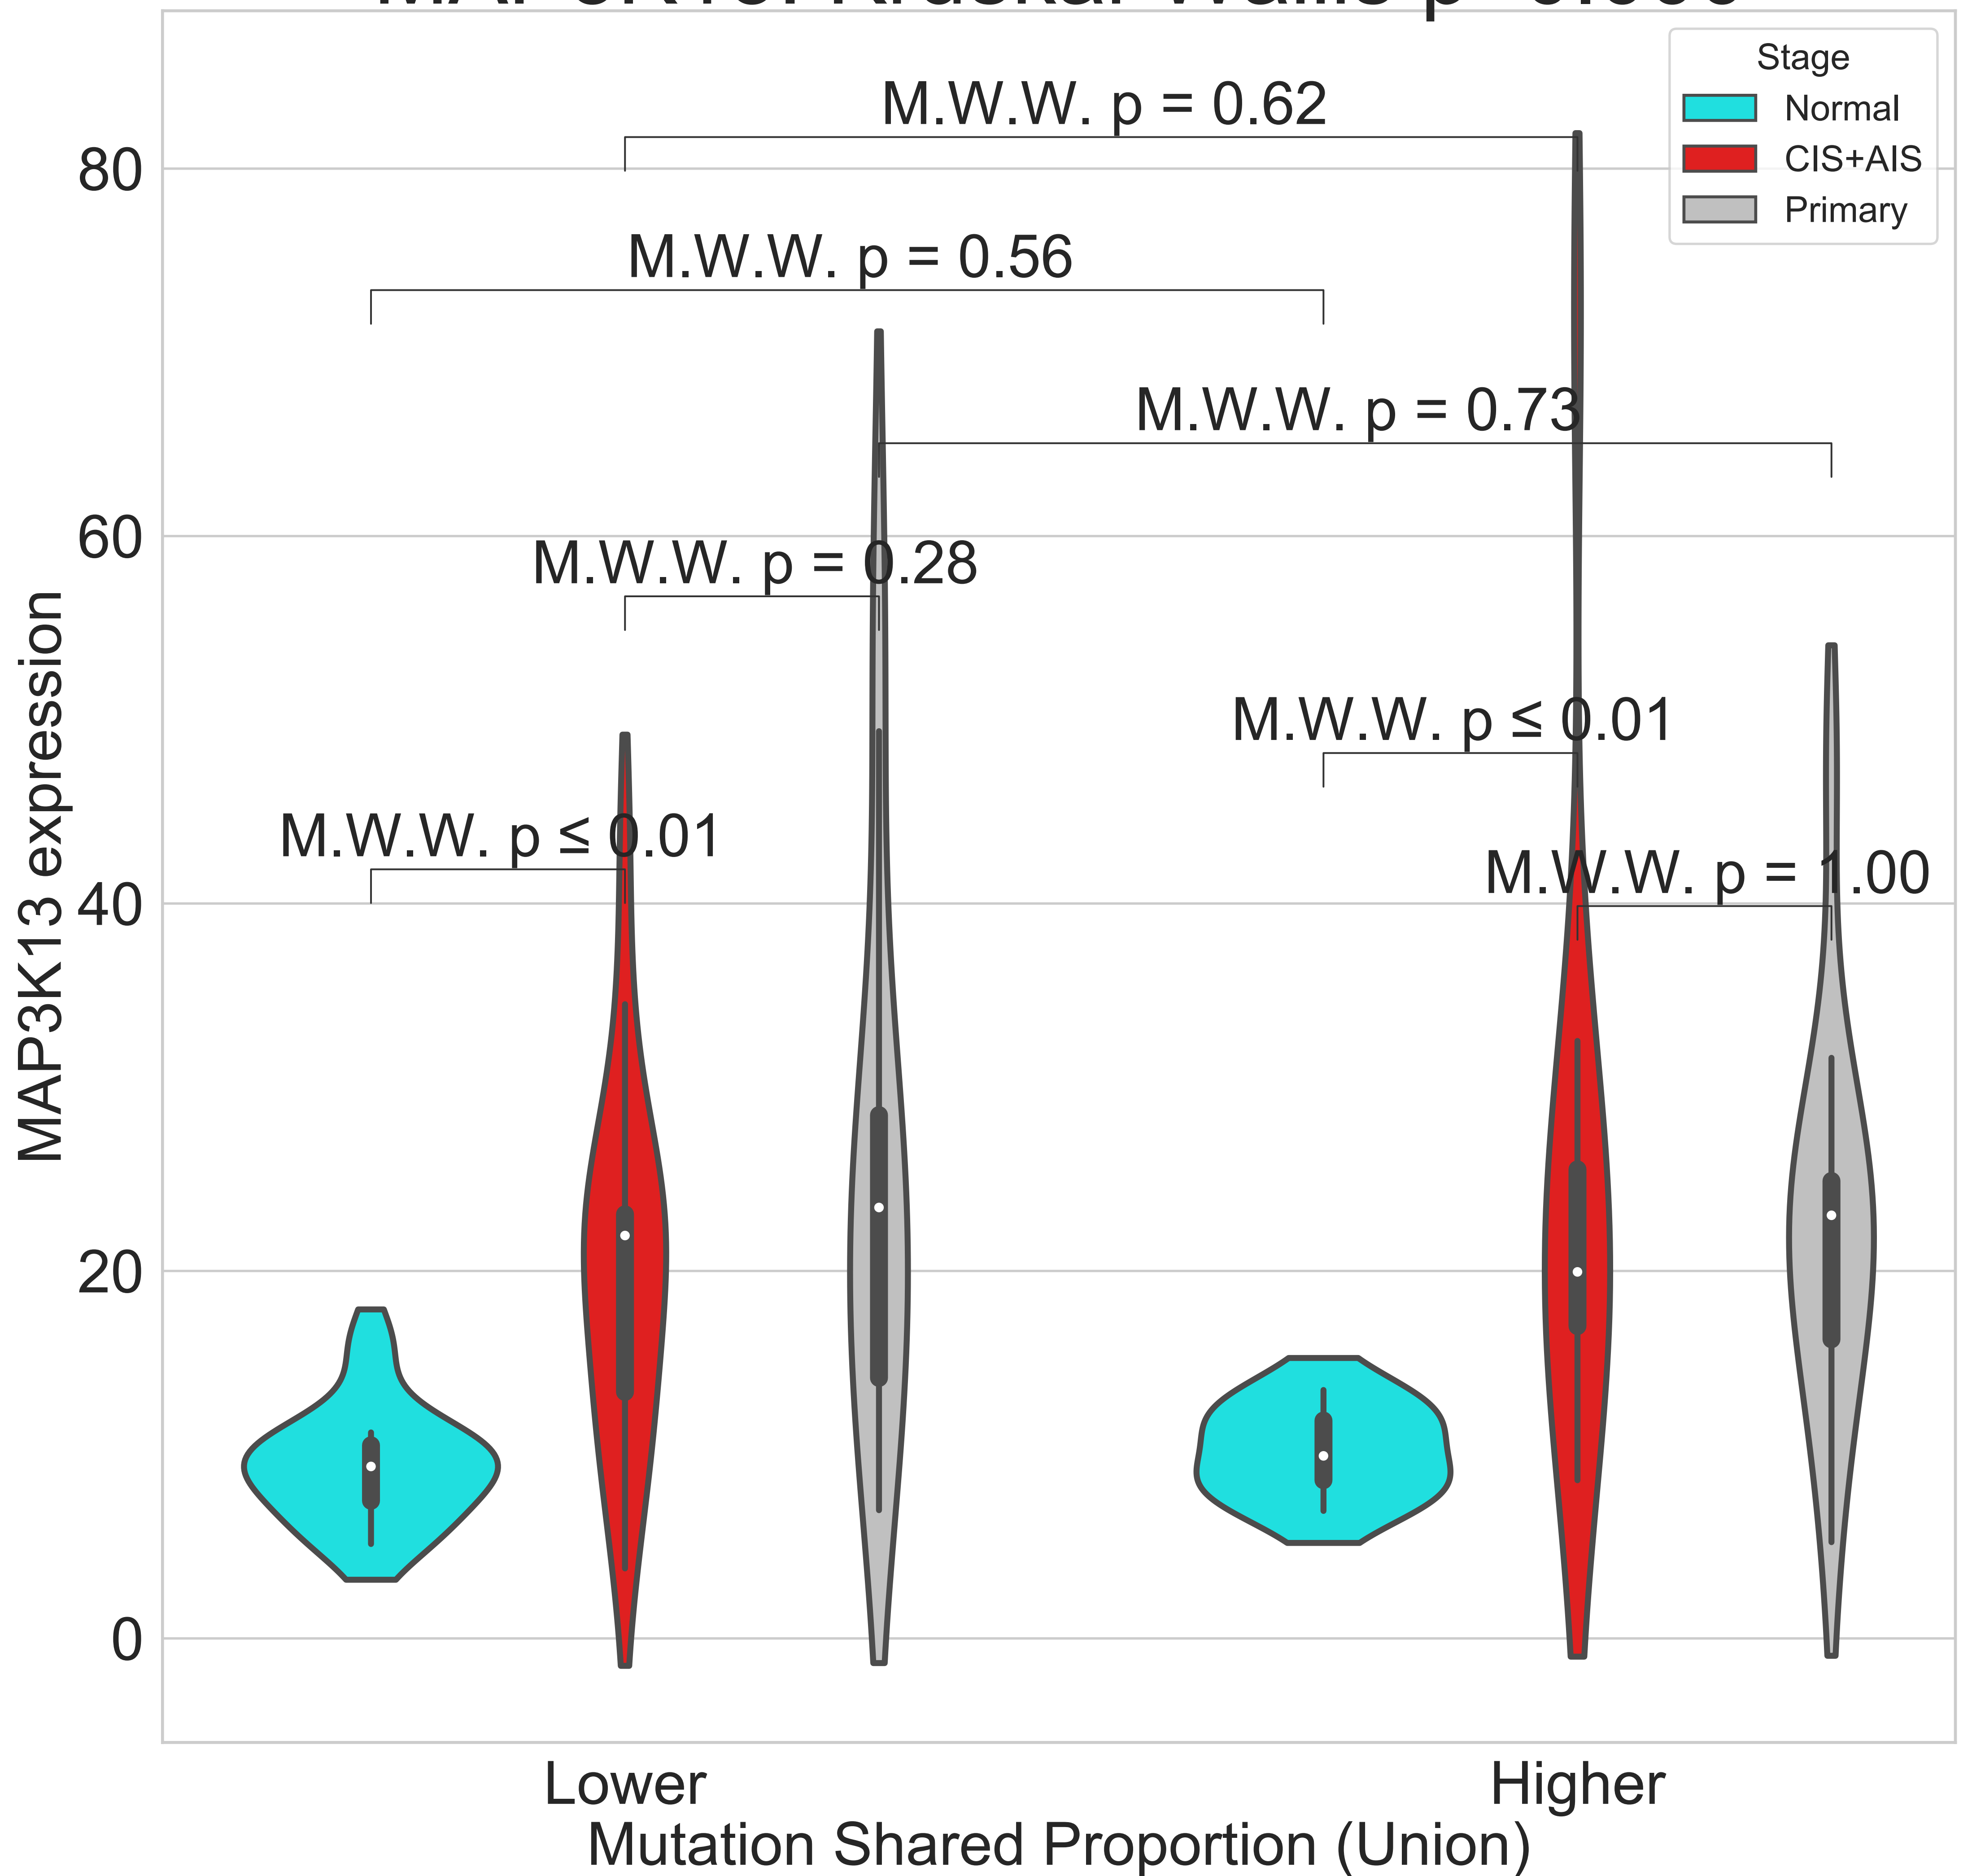 Stage
Normal
CIS+AIS
Primary
M.W.W. p = 0.62
M.W.W. p = 0.56
M.W.W. p = 0.73
M.W.W. p = 0.28
M.W.W. p ≤ 0.01
M.W.W. p ≤ 0.01
M.W.W. p = 1.00
80
60
40
20
0
MAP3K13 expression
Lower
Higher
Mutation Shared Proportion (Union)